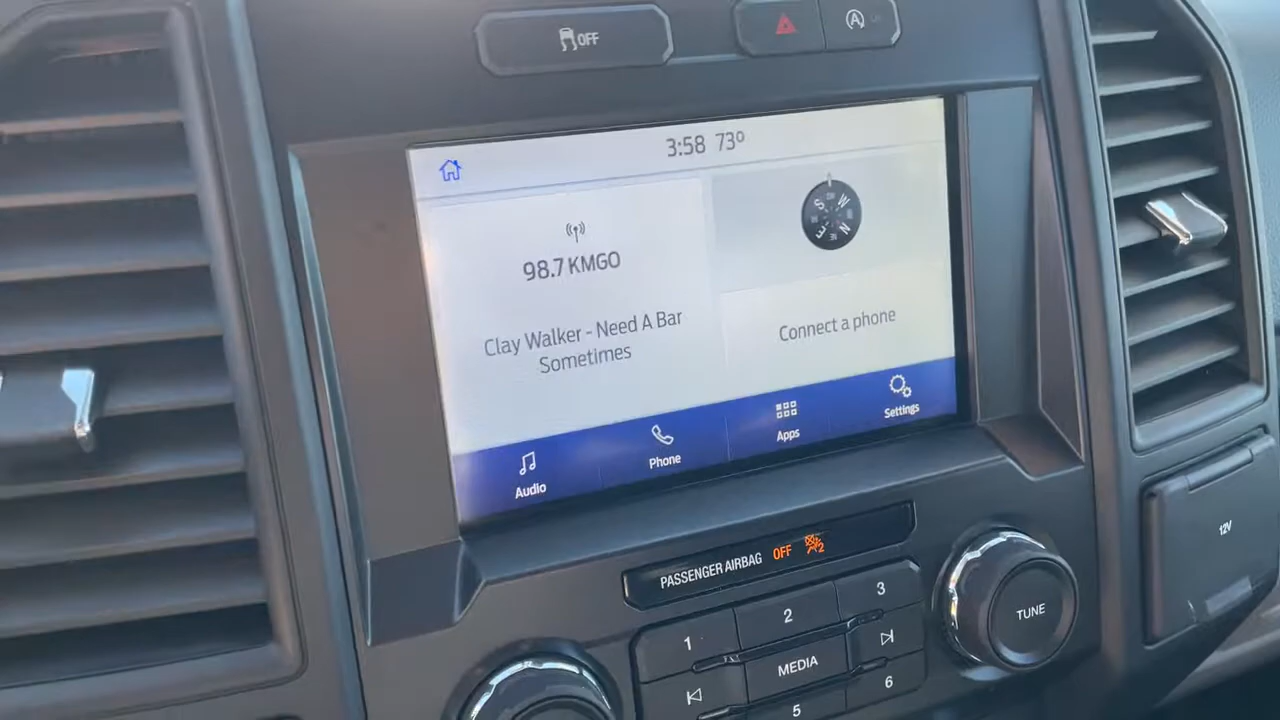 OFF
A
3:58 73°
98.7 KMGO
Clay Walker - Need A Bar
Sometimes
S W
E N
Connect a phone
Audio
Phone
Apps
Settings
PASSENGER AIRBAG OFF 2
12V
1
2
3
MEDIA
5
6
TUNE